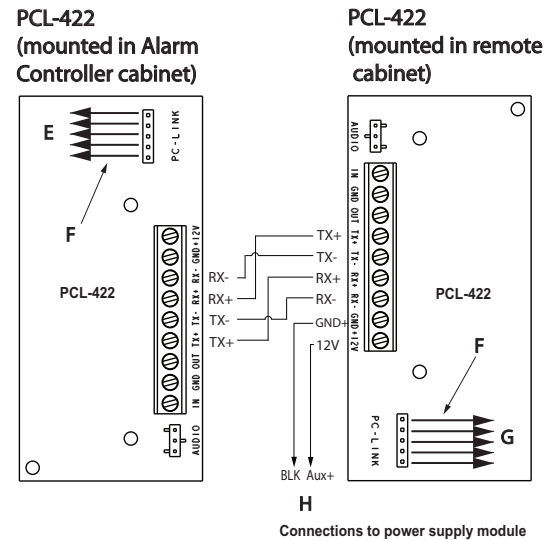 PCL-422
(mounted in Alarm
Controller cabinet)
PCL-422
(mounted in remote
cabinet)
E
PC-LINK
F
PCL-422
IN GND OUT TX+ TX- RX+ RX- GND+12V
AUDIO
RX-
RX+
TX-
TX+
TX+
TX-
RX+
RX-
GND+
12V
AUDIO
IN GND OUT TX+ TX- RX+ RX- GND+12V
PCL-422
F
PC-LINK
G
BLK Aux+
H
Connections to power supply module